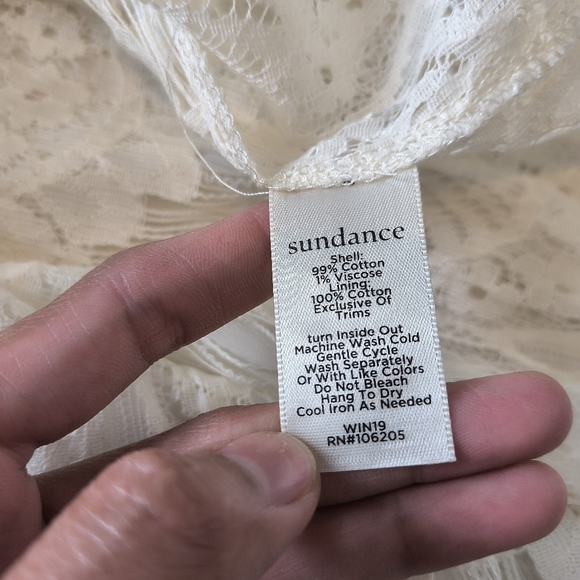 sundance
Shell:
99% Cotton
1% Viscose
Lining:
100% Cotton
Exclusive Of
Trims
turn Inside Out
Machine Wash Cold
Gentle Cycle
Wash Separately
Or With Like Colors
Do Not Bleach
Hang To Dry
Cool Iron As Needed
WIN19
RN#106205